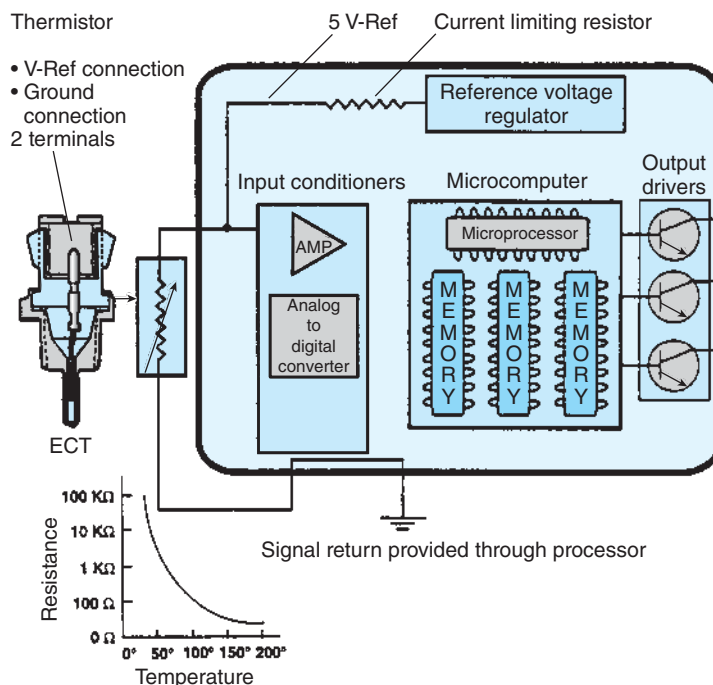 Thermistor
5 V-Ref
Current limiting resistor
• V-Ref connection
• Ground
connection
2 terminals
Reference voltage
regulator
Input conditioners
Microcomputer
Output
drivers
AMP
Microprocessor
Analog
to
digital
converter
MEMORY
MEMORY
MEMORY
ECT
Signal return provided through processor
Resistance
100 KΩ
10 KΩ
1 KΩ
100 Ω
0 Ω
0° 50° 100° 150° 200°
Temperature